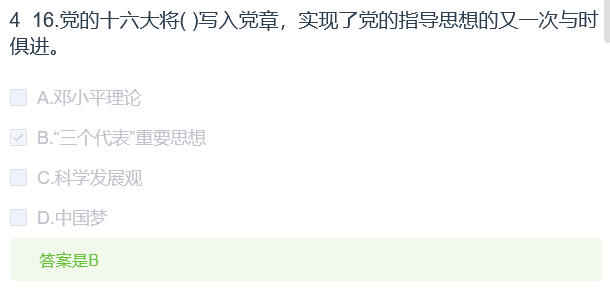 4 16.党的十六大将( )写入党章，实现了党的指导思想的又一次与时
俱进。
A.邓小平理论
B.“三个代表”重要思想
C.科学发展观
D.中国梦
答案是B